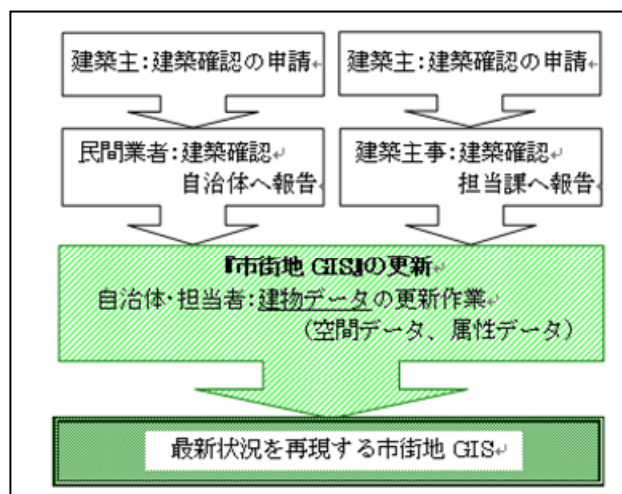 建築主:建築確認の申請
建築主:建築確認の申請
民間業者:建築確認
自治体へ報告
建築主事:建築確認
担当課へ報告
『市街地 GIS』の更新
自治体・担当者:建物データの更新作業
(空間データ、属性データ)
最新状況を再現する市街地 GIS